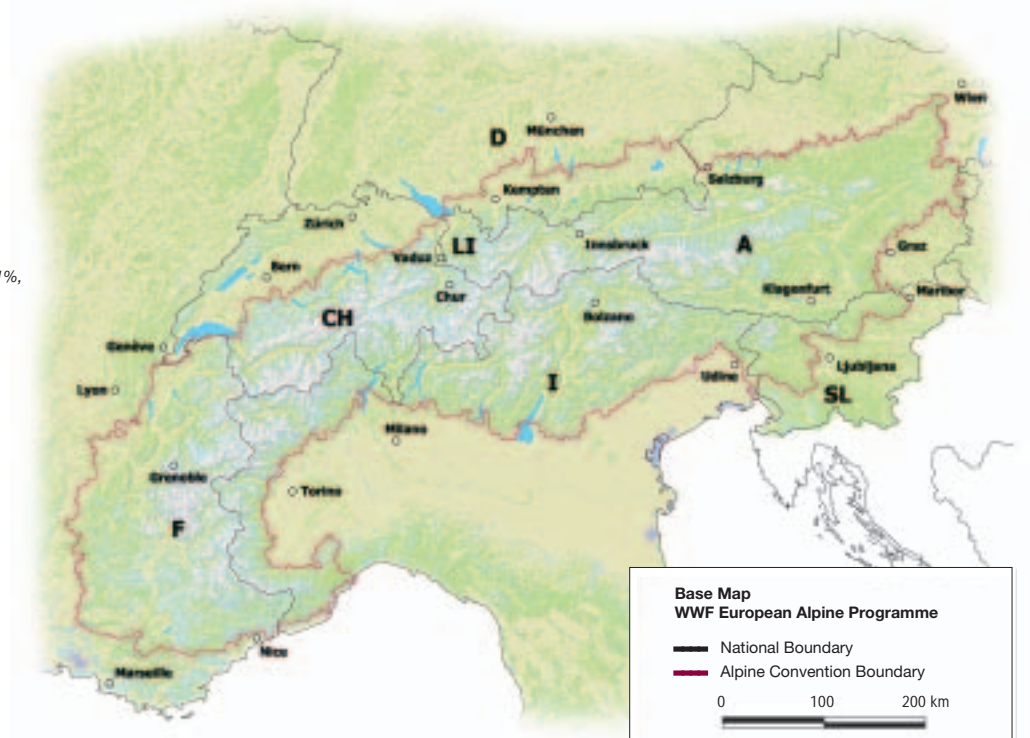 1%,
Wien
D
München
Salzburg
Kempten
Zürich
LI
Innsbruck
A
Graz
Vaduz
Bern
Chur
Klagenfurt
Maribor
CH
Bolzano
Genève
Ljubljana
Udine
Lyon
I
SL
Milano
Grenoble
Torino
F
Nice
Marseille
Base Map
WWF European Alpine Programme
National Boundary
Alpine Convention Boundary
0 100 200 km